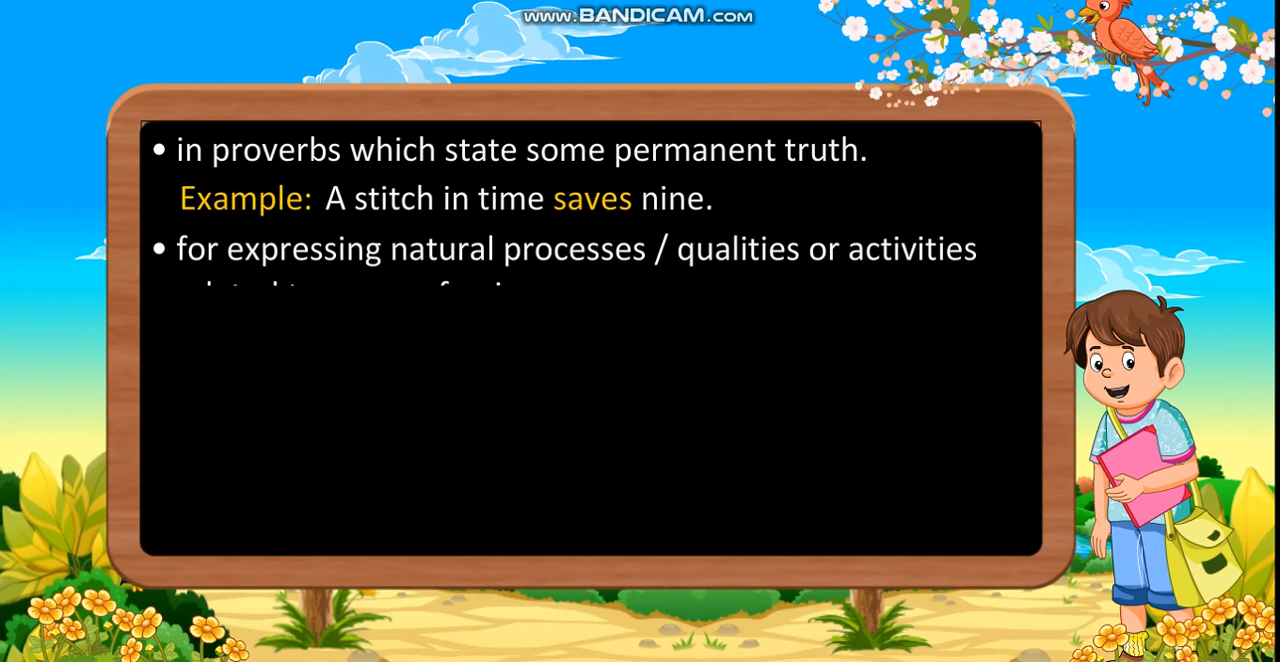 www.BANDICAM.com
• in proverbs which state some permanent truth.
Example: A stitch in time saves nine.
• for expressing natural processes / qualities or activities